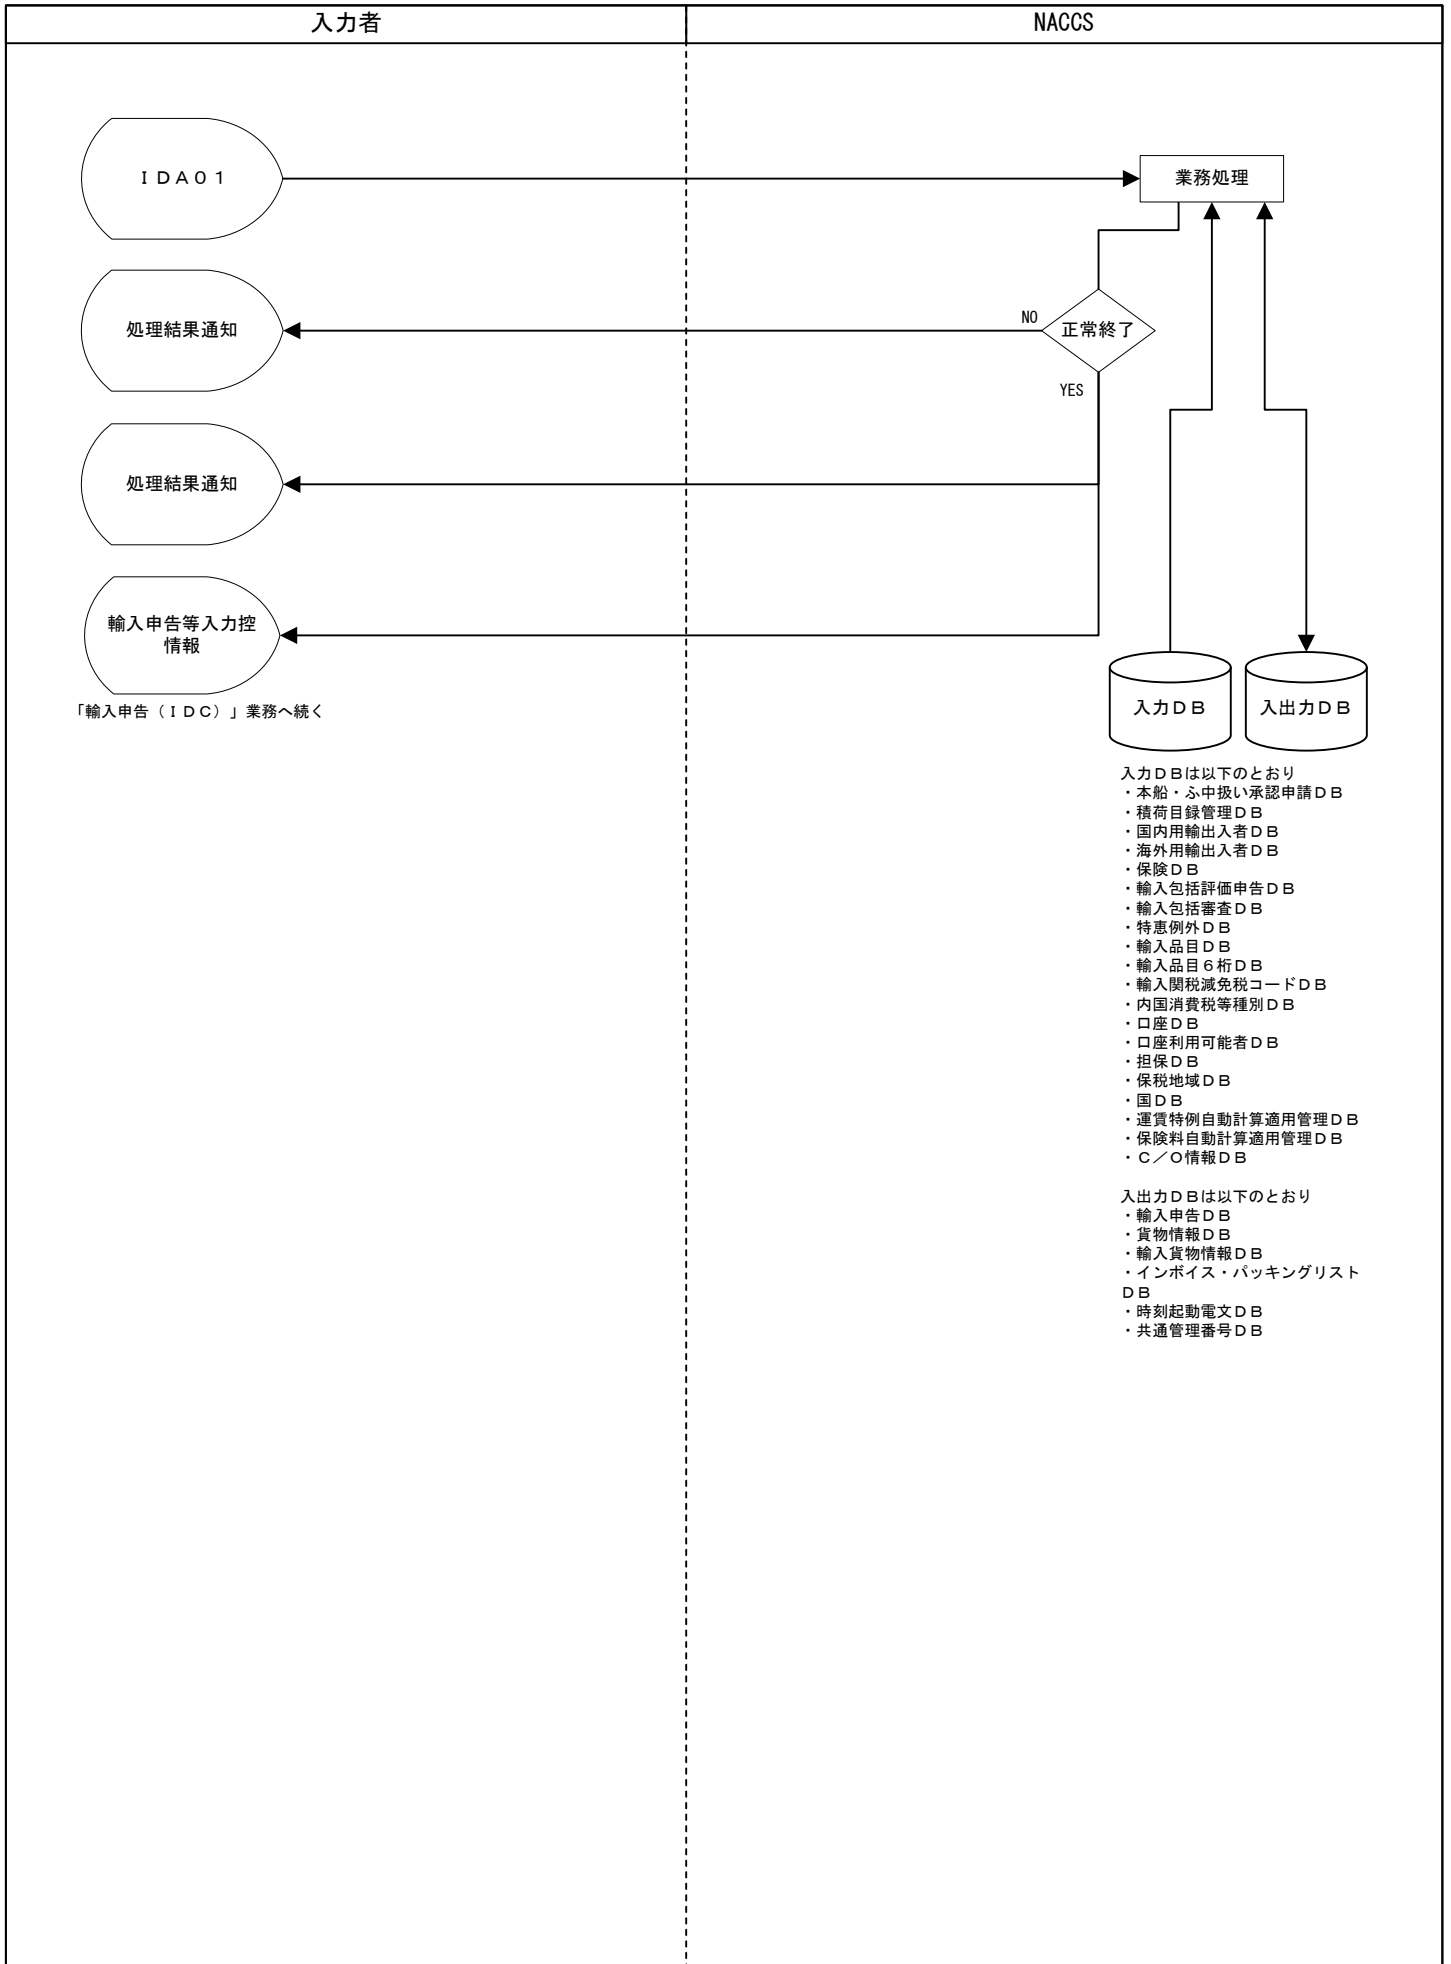 入力者
NACCS
ＩＤＡ０１
業務処理
処理結果通知
NO
正常終了
YES
処理結果通知
輸入申告等入力控
情報
「輸入申告（ＩＤＣ）」業務へ続く
入力ＤＢ
入出力ＤＢ
入力ＤＢは以下のとおり
・本船・ふ中扱い承認申請ＤＢ
・積荷目録管理ＤＢ
・国内用輸出入者ＤＢ
・海外用輸出入者ＤＢ
・保険ＤＢ
・輸入包括評価申告ＤＢ
・輸入包括審査ＤＢ
・特恵例外ＤＢ
・輸入品目ＤＢ
・輸入品目６桁ＤＢ
・輸入関税減免税コードＤＢ
・内国消費税等種別ＤＢ
・口座ＤＢ
・口座利用可能者ＤＢ
・担保ＤＢ
・保税地域ＤＢ
・国ＤＢ
・運賃特例自動計算適用管理ＤＢ
・保険料自動計算適用管理ＤＢ
・Ｃ／Ｏ情報ＤＢ
入出力ＤＢは以下のとおり
・輸入申告ＤＢ
・貨物情報ＤＢ
・輸入貨物情報ＤＢ
・インボイス・パッキングリスト
ＤＢ
・時刻起動電文ＤＢ
・共通管理番号ＤＢ